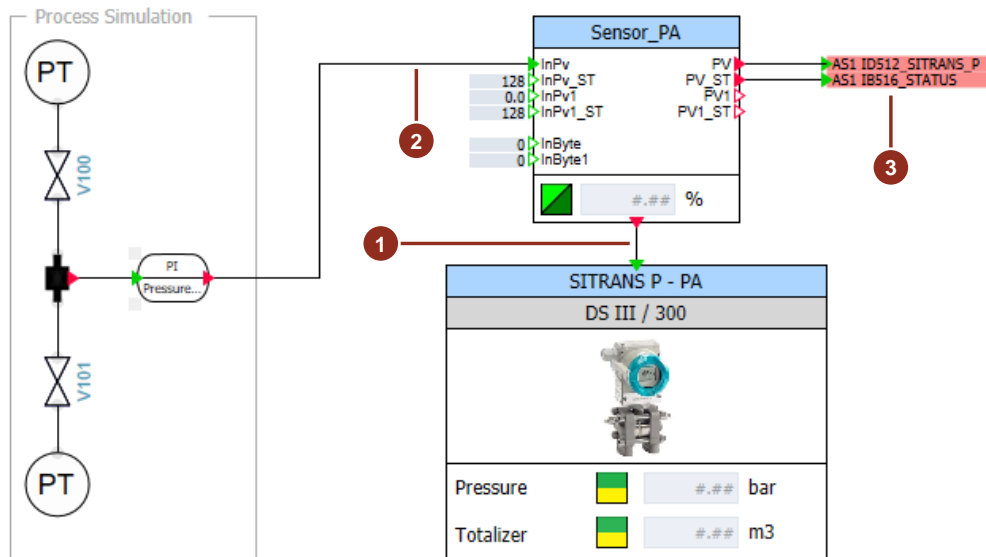 Process Simulation
PT
V100
PI
Pressure...
V101
PT
2
Sensor_PA
InPv
128 InPv_ST
0.0 InPv1
128 InPv1_ST
0 InByte
0 InByte1
PV
PV_ST
PV1
PV1_ST
AS1 ID512_SITRANS_P
AS1 IB516_STATUS
3
#.## %
1
SITRANS P - PA
DS III / 300
Pressure #.## bar
Totalizer #.## m3